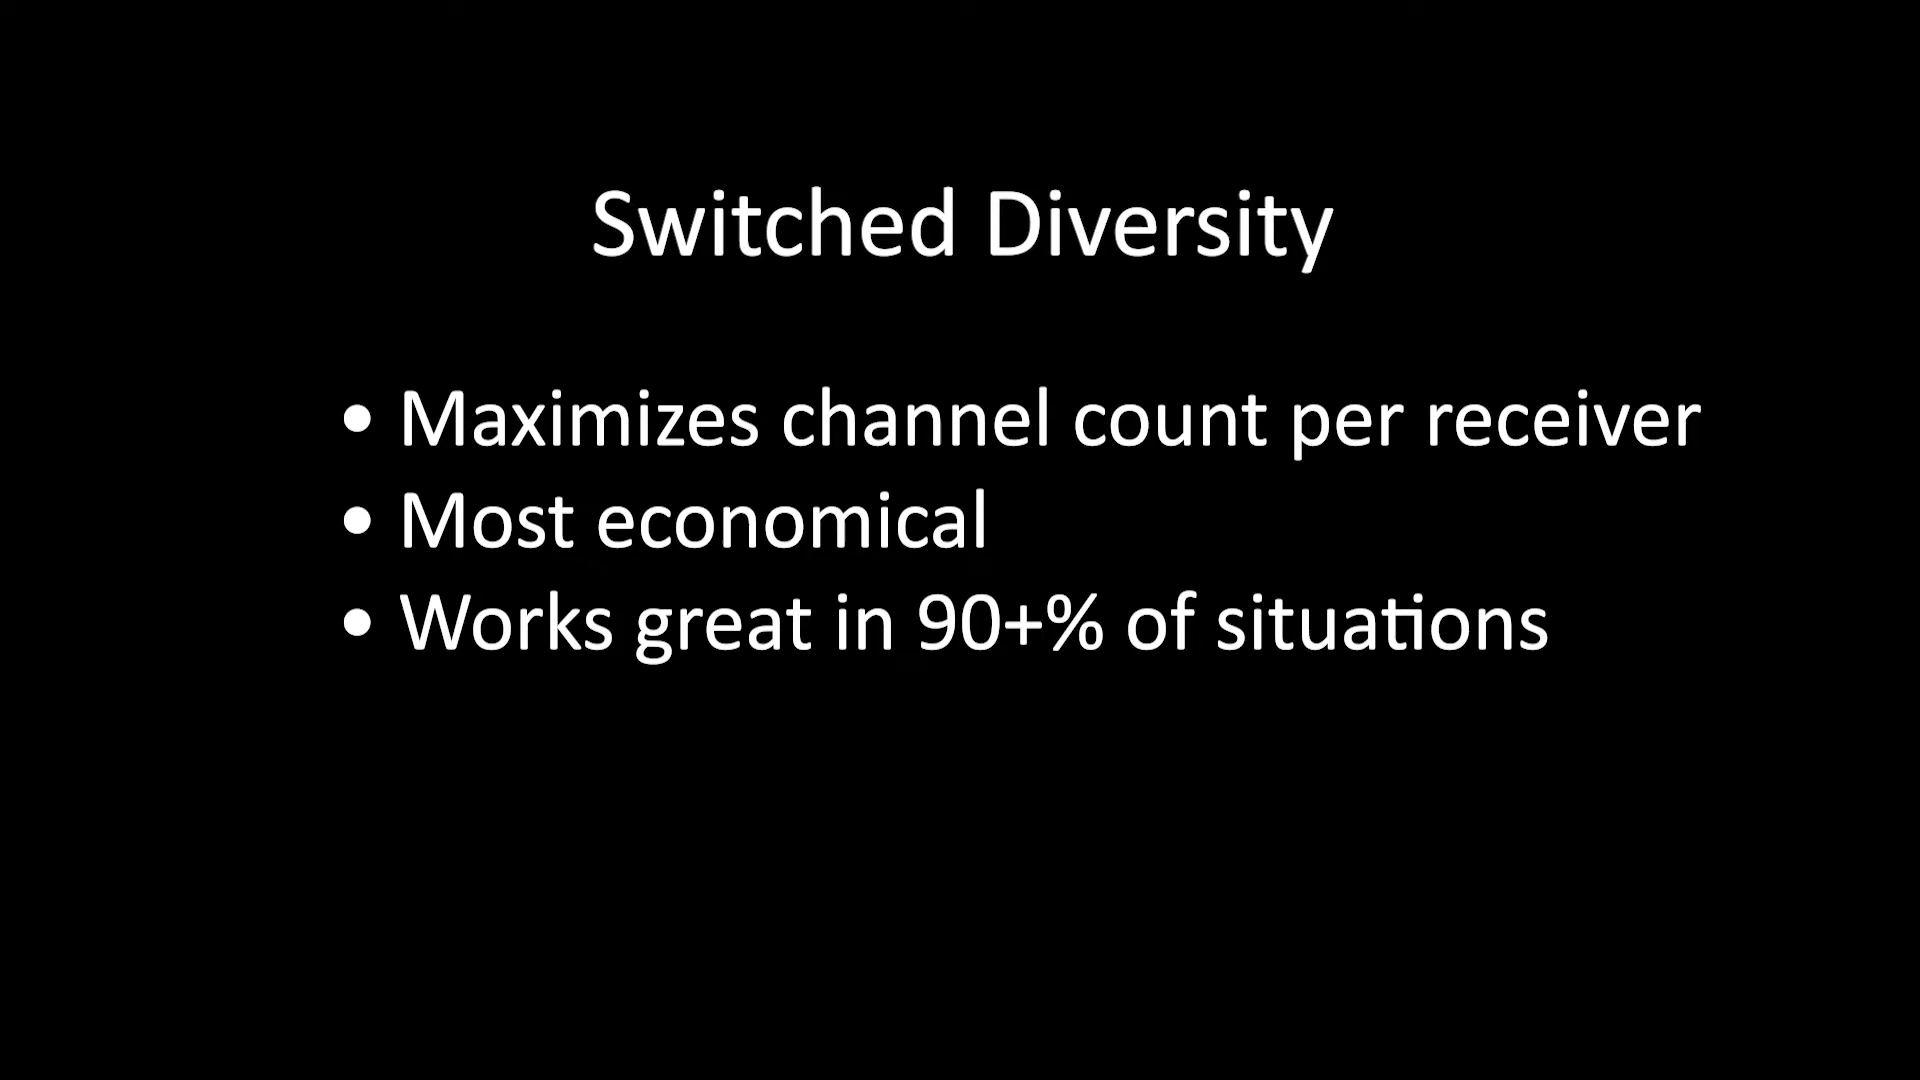 Switched Diversity
• Maximizes channel count per receiver
• Most economical
• Works great in 90+% of situations